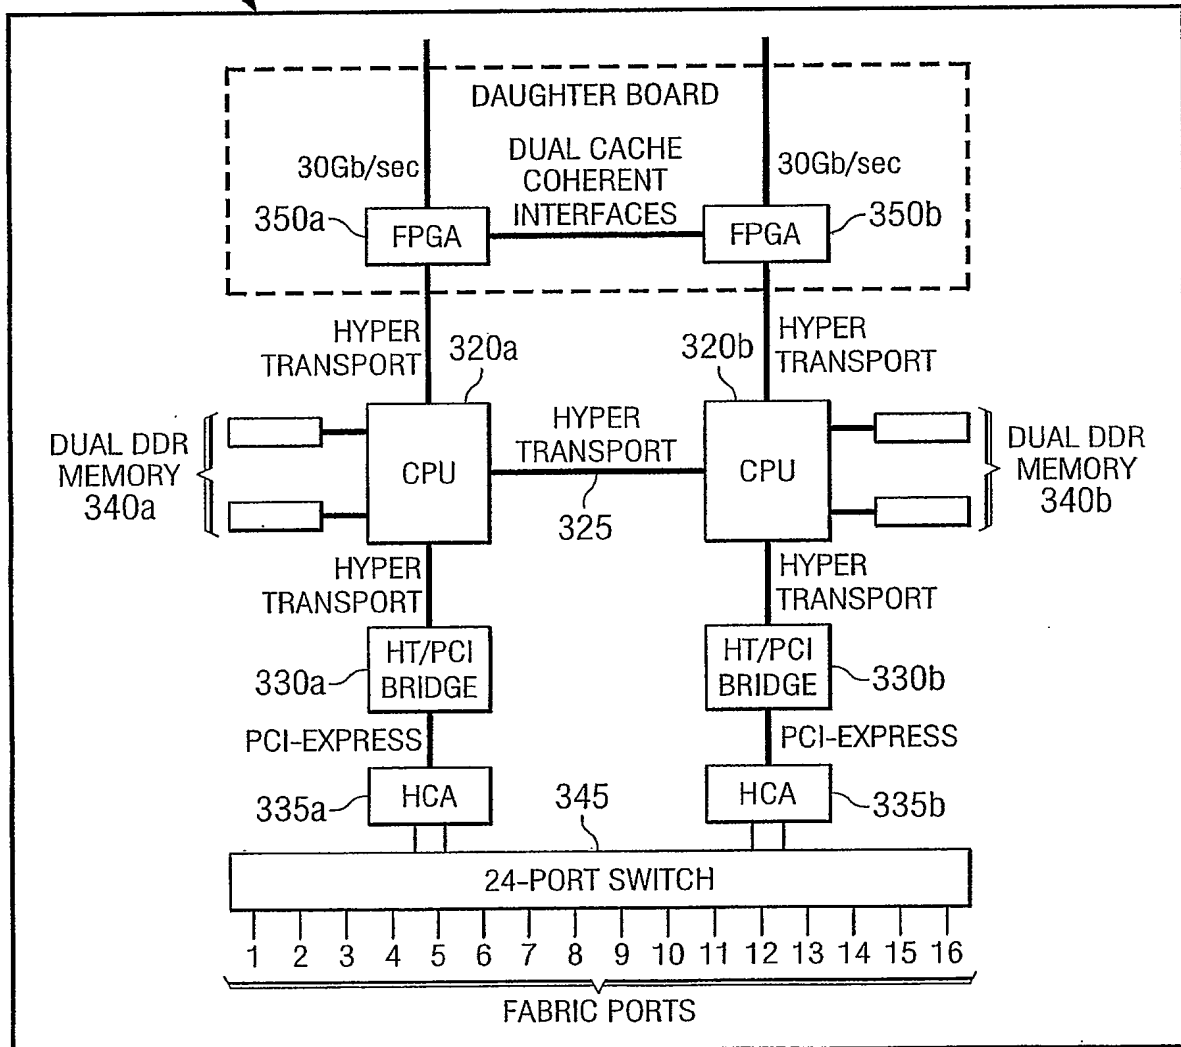 DAUGHTER BOARD
30Gb/sec
DUAL CACHE
COHERENT
INTERFACES
30Gb/sec
350a
FPGA
FPGA
350b
HYPER
TRANSPORT
320a
320b
HYPER
TRANSPORT
DUAL DDR
MEMORY
340a
CPU
HYPER
TRANSPORT
325
CPU
DUAL DDR
MEMORY
340b
HYPER
TRANSPORT
HYPER
TRANSPORT
330a
HT/PCI
BRIDGE
HT/PCI
BRIDGE
330b
PCI-EXPRESS
PCI-EXPRESS
335a
HCA
345
HCA
335b
24-PORT SWITCH
1 2 3 4 5 6 7 8 9 10 11 12 13 14 15 16
FABRIC PORTS